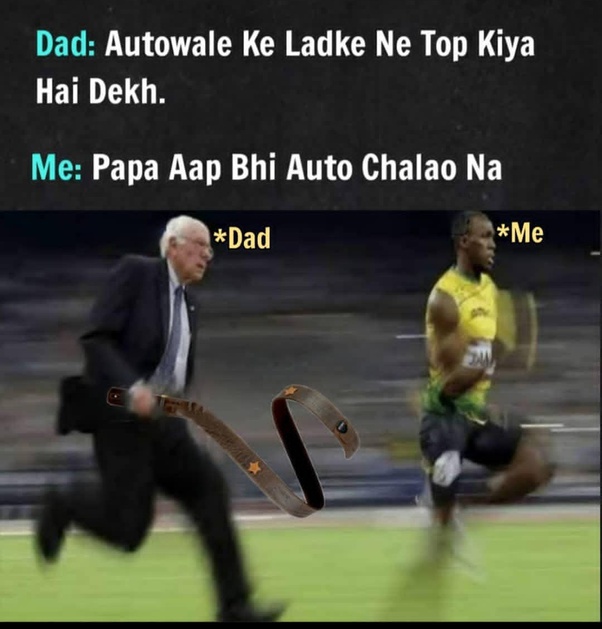 Dad: Autowale Ke Ladke Ne Top Kiya
Hai Dekh.
Me: Papa Aap Bhi Auto Chalao Na
*Dad
*Me